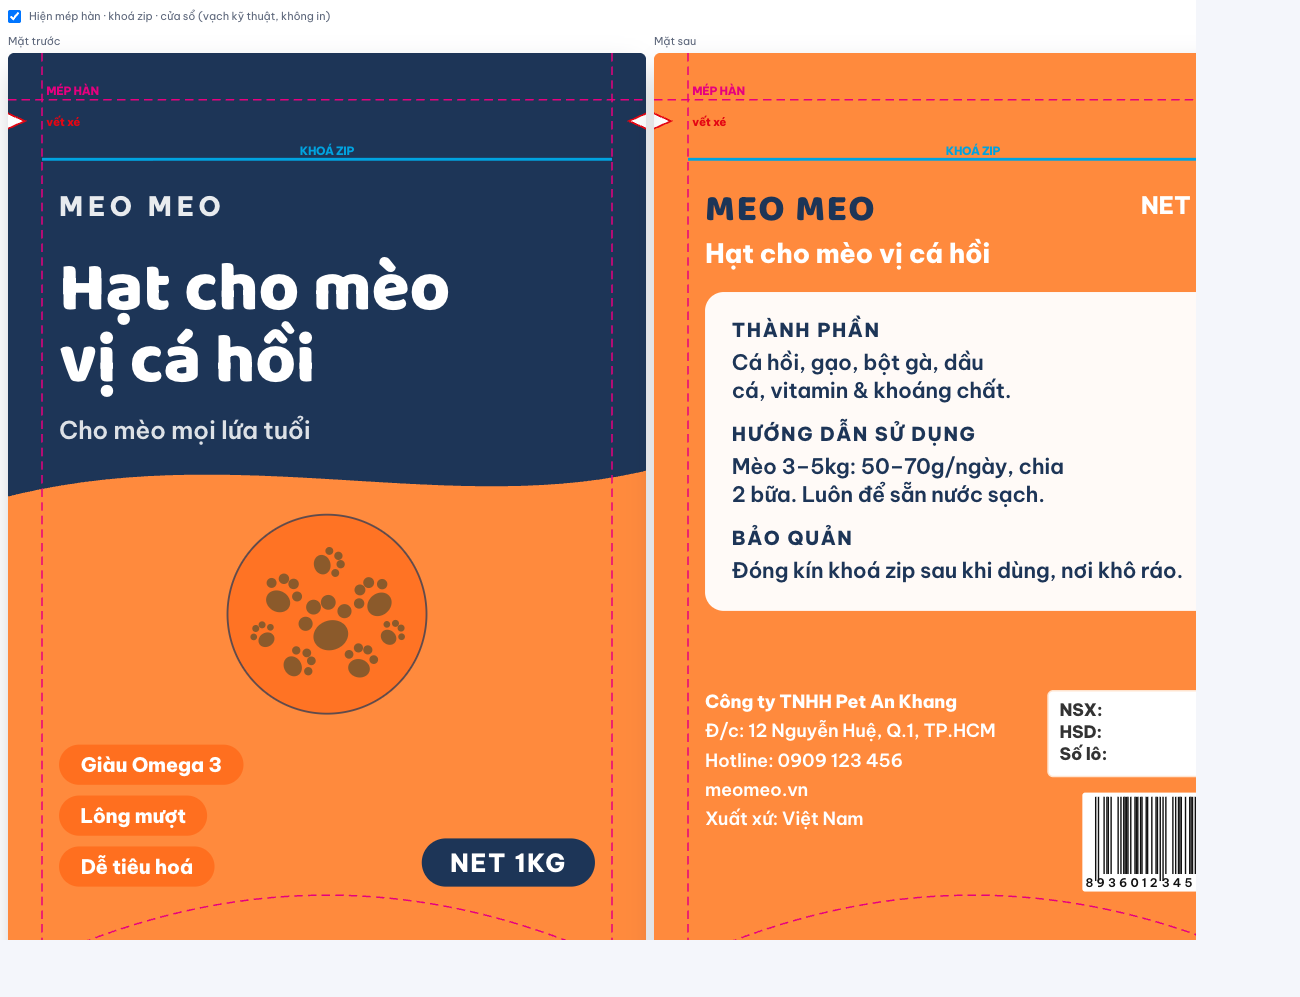 Hiện mép hàn · khoá zip · cửa sổ (vạch kỹ thuật, không in)
Mặt trước
MÉP HÀN
vết xé
KHOÁ ZIP
MEO MEO
Hạt cho mèo
vị cá hồi
Cho mèo mọi lứa tuổi
Giàu Omega 3
Lông mượt
Dễ tiêu hoá
NET 1KG
Mặt sau
MÉP HÀN
vết xé
KHOÁ ZIP
MEO MEO
NET
Hạt cho mèo vị cá hồi
THÀNH PHẦN
Cá hồi, gạo, bột gà, dầu
cá, vitamin & khoáng chất.
HƯỚNG DẪN SỬ DỤNG
Mèo 3–5kg: 50–70g/ngày, chia
2 bữa. Luôn để sẵn nước sạch.
BẢO QUẢN
Đóng kín khoá zip sau khi dùng, nơi khô ráo.
Công ty TNHH Pet An Khang
Đ/c: 12 Nguyễn Huệ, Q.1, TP.HCM
Hotline: 0909 123 456
meomeo.vn
Xuất xứ: Việt Nam
NSX:
HSD:
Số lô:
8936012345